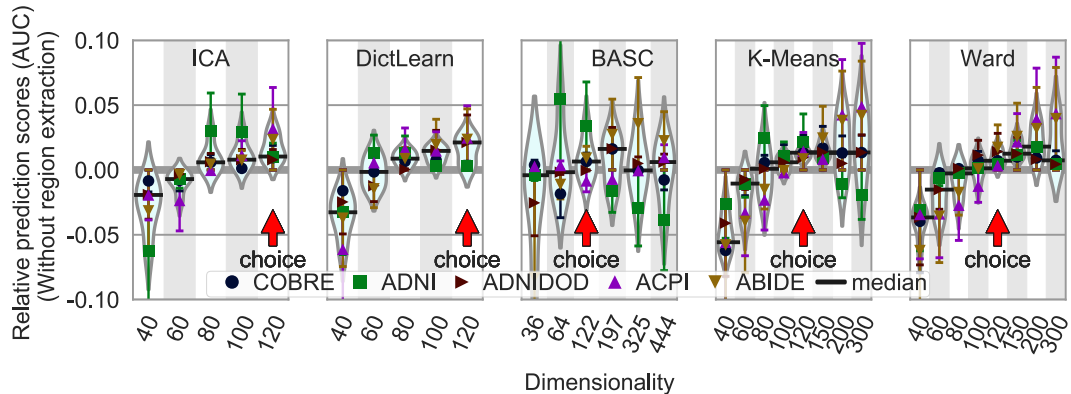 Relative prediction scores (AUC)
(Without region extraction)
0.10
0.05
0.00
-0.05
-0.10
ICA
DictLearn
BASC
K-Means
Ward
choice
choice
choice
choice
choice
COBRE
ADNI
ADNIDOD
ACPI
ABIDE
median
40
60
80
100
120
40
60
80
100
120
36
64
122
197
325
444
40
60
80
100
120
150
200
300
40
60
80
100
120
150
200
300
Dimensionality